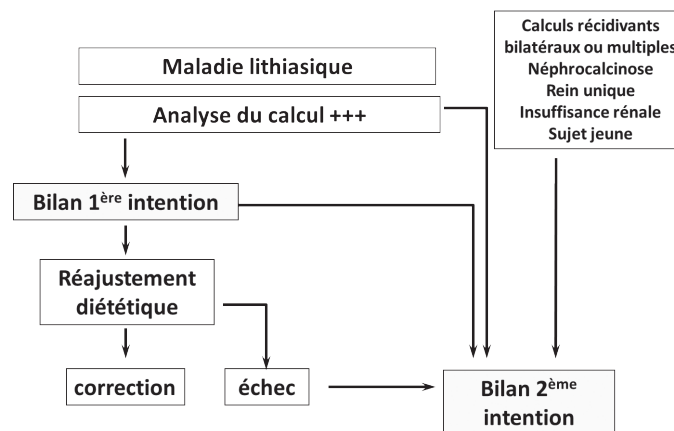 Maladie lithiasique
Analyse du calcul +++
Calculs récidivants
bilatéraux ou multiples
Néphrocalcinose
Rein unique
Insuffisance rénale
Sujet jeune
Bilan 1ère intention
Réajustement
diététique
correction
échec
Bilan 2ème
intention